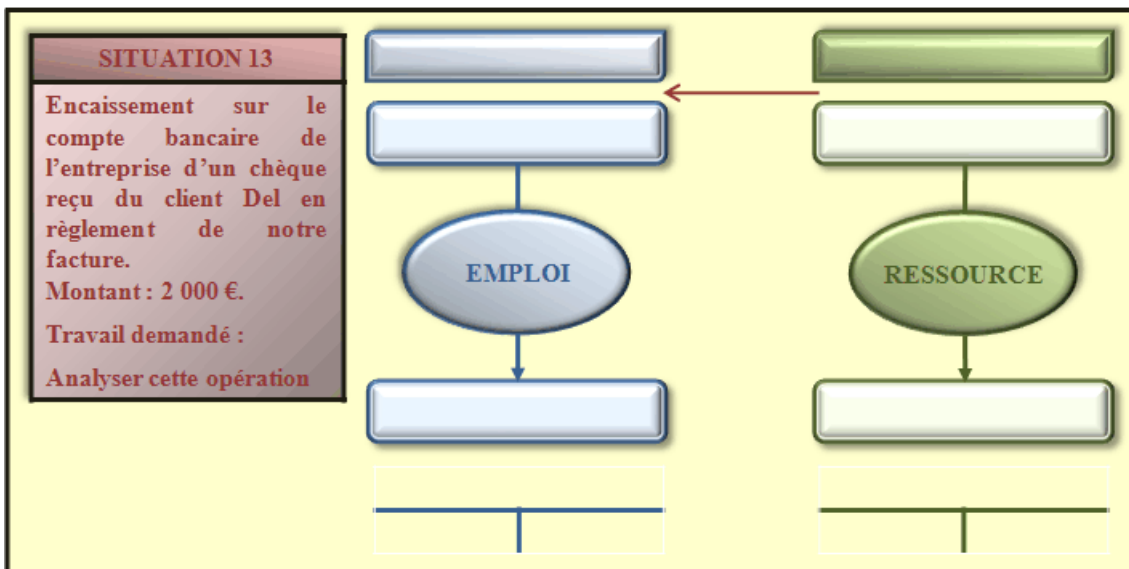 SITUATION 13
Encaissement sur le
compte bancaire de
l’entreprise d’un chèque
reçu du client Del en
règlement de notre
facture.
Montant : 2 000 €.
Travail demandé :
Analyser cette opération
EMPLOI
RESSOURCE